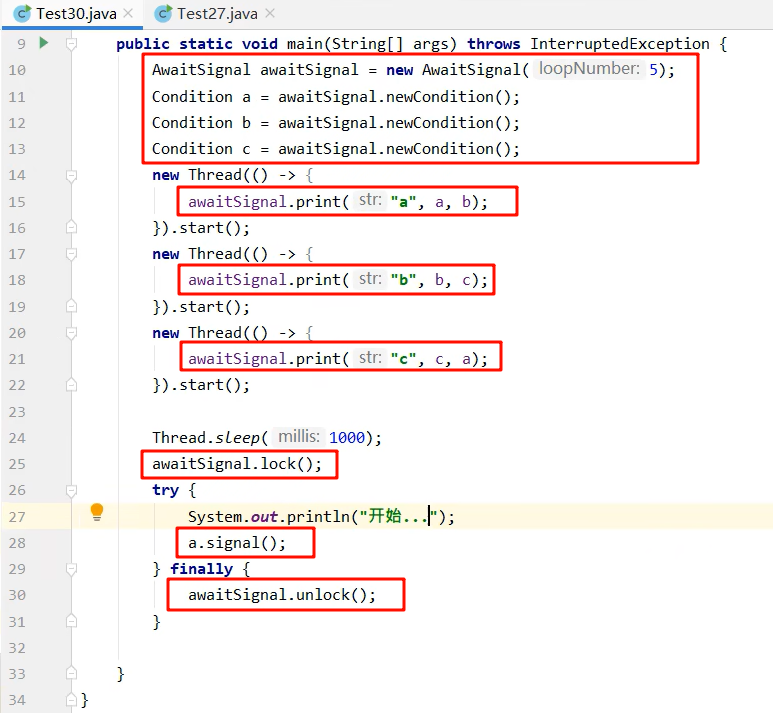 Test30.java × Test27.java ×
9 public static void main(String[] args) throws InterruptedException {
10 AwaitSignal awaitSignal = new AwaitSignal( loopNumber: 5);
11 Condition a = awaitSignal.newCondition();
12 Condition b = awaitSignal.newCondition();
13 Condition c = awaitSignal.newCondition();
14 new Thread(() -> {
15 awaitSignal.print( str: "a", a, b);
16 }).start();
17 new Thread(() -> {
18 awaitSignal.print( str: "b", b, c);
19 }).start();
20 new Thread(() -> {
21 awaitSignal.print( str: "c", c, a);
22 }).start();
23
24 Thread.sleep( millis: 1000);
25 awaitSignal.lock();
26 try {
27 System.out.println("开始...");
28 a.signal();
29 } finally {
30 awaitSignal.unlock();
31 }
32
33 }
34 }